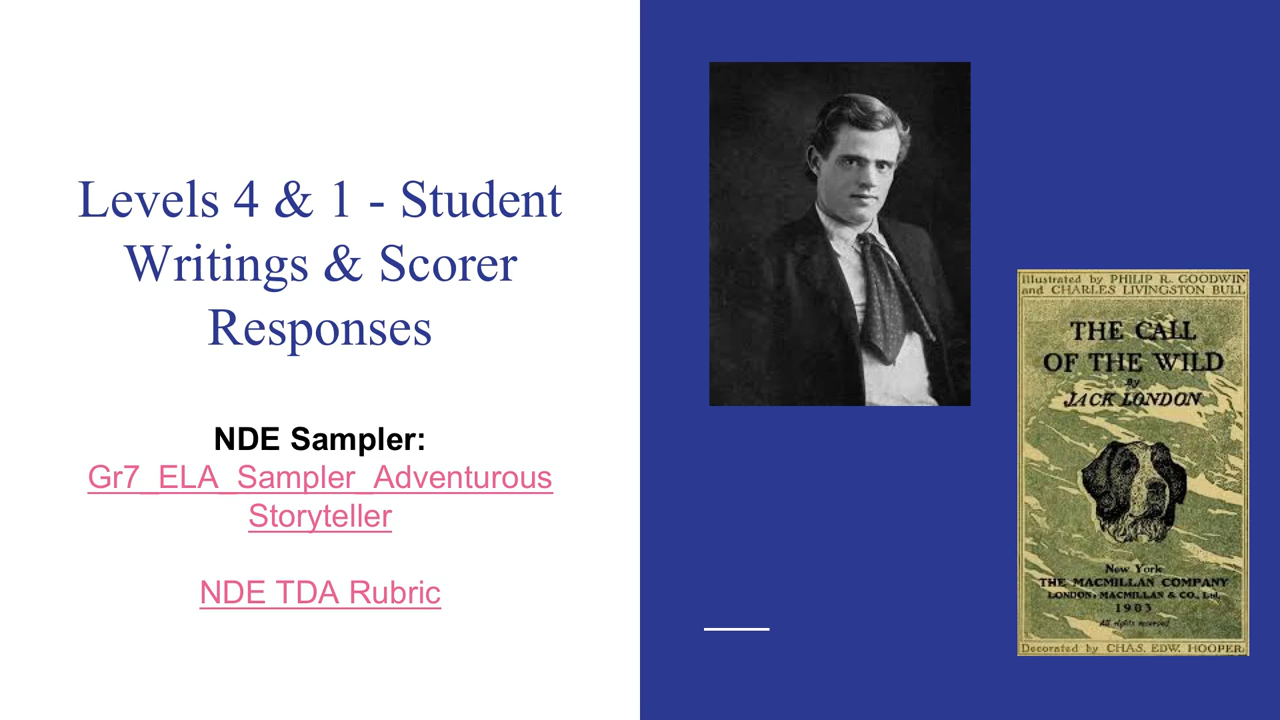 Levels 4 & 1 - Student
Writings & Scorer
Responses
NDE Sampler:
Gr7_ELA_Sampler_Adventurous
Storyteller
NDE TDA Rubric
Illustrated by PHILIP R. GOODWIN
and CHARLES LIVINGSTON BULL
THE CALL
OF THE WILD
By
JACK LONDON
New York
THE MACMILLAN COMPANY
LONDON, MACMILLAN & CO., Ltd.
1903
All rights reserved
Decorated by CHAS. EDW. HOOPER